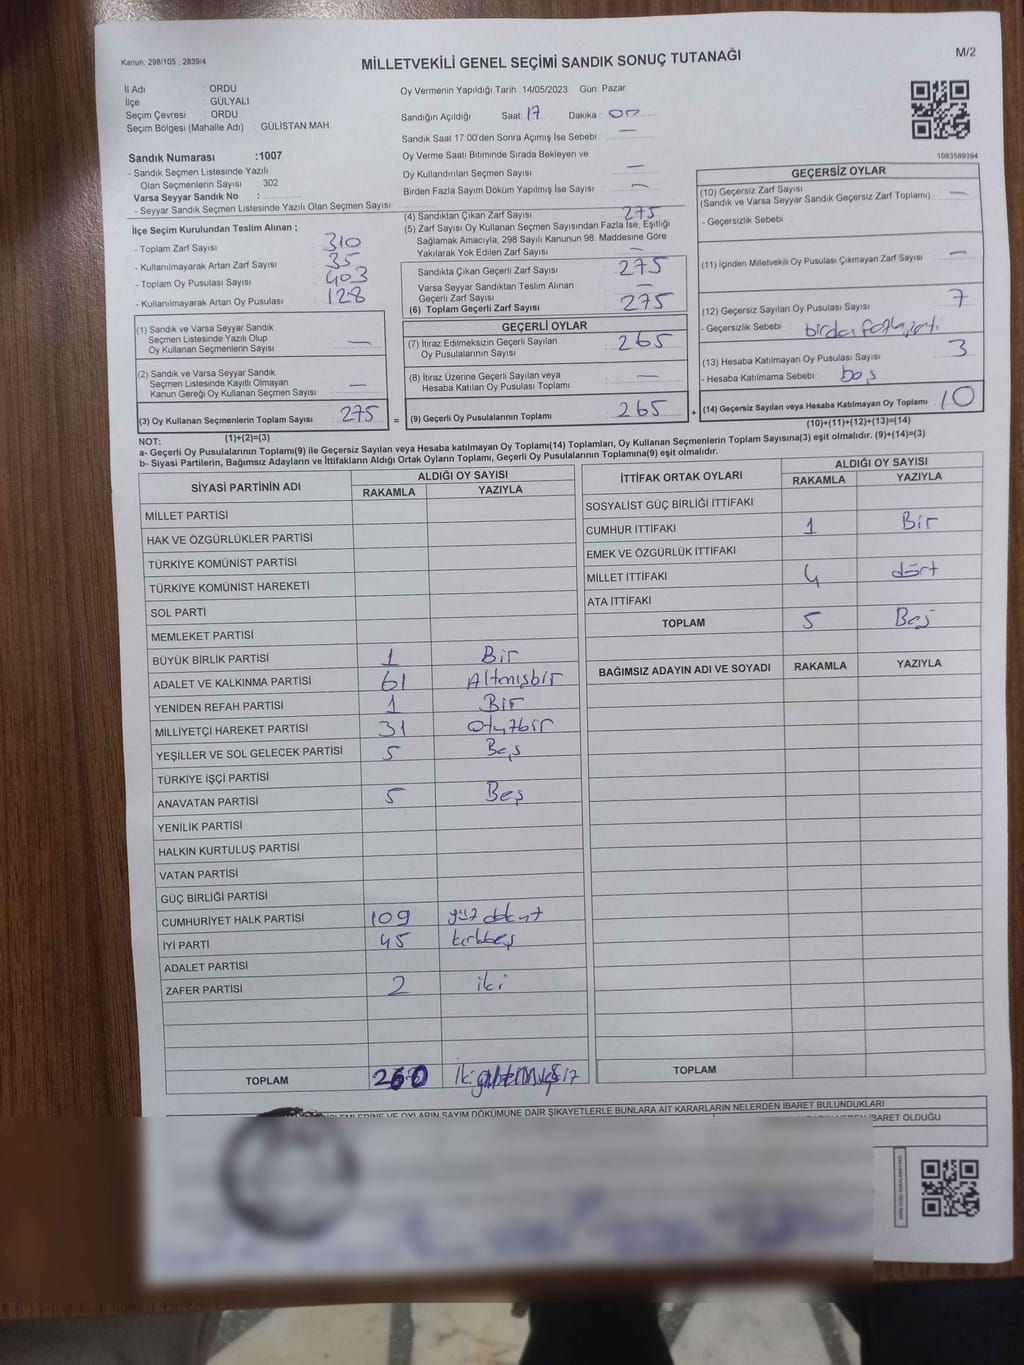 Kanun: 298/105 , 2839/4
MİLLETVEKİLİ GENEL SEÇİMİ SANDIK SONUÇ TUTANAĞI
M/2
İl Adı : ORDU
İlçe : GÜLYALI
Seçim Çevresi : ORDU
Seçim Bölgesi (Mahalle Adı) : GÜLİSTAN MAH.
Oy Vermenin Yapıldığı Tarih :14/05/2023 Gün: Pazar
Sandığın Açıldığı Saat: 17 Dakika: 00
Sandık Saat 17:00'den Sonra Açımış İse Sebebi : —
Oy Verme Saati Bitiminde Sırada Bekleyen ve
Oy Kullandırılan Seçmen Sayısı : —
Birden Fazla Sayım Döküm Yapılmış İse Sayısı : —
1083589394
Sandık Numarası :1007
- Sandık Seçmen Listesinde Yazılı
Olan Seçmenlerin Sayısı : 302
Varsa Seyyar Sandık No :
- Seyyar Sandık Seçmen Listesinde Yazılı Olan Seçmen Sayısı:
İlçe Seçim Kurulundan Teslim Alınan ;
- Toplam Zarf Sayısı : 310
- Kullanılmayarak Artan Zarf Sayısı : 35
- Toplam Oy Pusulası Sayısı : 403
- Kullanılmayarak Artan Oy Pusulası : 128
(1) Sandık ve Varsa Seyyar Sandık
Seçmen Listesinde Yazılı Olup
Oy Kullanan Seçmenlerin Sayısı : —
(2) Sandık ve Varsa Seyyar Sandık
Seçmen Listesinde Kayıtlı Olmayan
Kanun Gereği Oy Kullanan Seçmen Sayısı : —
(3) Oy Kullanan Seçmenlerin Toplam Sayısı : 275 =
(1)+(2)=(3)
(4) Sandıktan Çıkan Zarf Sayısı : 275
(5) Zarf Sayısı Oy Kullanan Seçmen Sayısından Fazla İse, Eşitliği
Sağlamak Amacıyla, 298 Sayılı Kanunun 98. Maddesine Göre
Yakılarak Yok Edilen Zarf Sayısı : —
Sandıkta Çıkan Geçerli Zarf Sayısı : 275
Varsa Seyyar Sandıktan Teslim Alınan
Geçerli Zarf Sayısı : —
(6) Toplam Geçerli Zarf Sayısı : 275
GEÇERLİ OYLAR
(7) İtiraz Edilmeksizin Geçerli Sayılan
Oy Pusulalarının Sayısı : 265
(8) İtiraz Üzerine Geçerli Sayılan veya
Hesaba Katılan Oy Pusulası Toplamı : —
(9) Geçerli Oy Pusulalarının Toplamı : 265 +
GEÇERSİZ OYLAR
(10) Geçersiz Zarf Sayısı
(Sandık ve Varsa Seyyar Sandık Geçersiz Zarf Toplamı) : —
- Geçersizlik Sebebi :
(11) İçinden Milletvekili Oy Pusulası Çıkmayan Zarf Sayısı : —
(12) Geçersiz Sayılan Oy Pusulası Sayısı : 7
- Geçersizlik Sebebi :
(13) Hesaba Katılmayan Oy Pusulası Sayısı : 3
- Hesaba Katılmama Sebebi : boş
(14) Geçersiz Sayılan veya Hesaba Katılmayan Oy Toplamı : 10
(10)+(11)+(12)+(13)=(14)
NOT:
a- Geçerli Oy Pusulasının Toplamı(9) ile Geçersiz Sayılan veya Hesaba katılmayan Oy Toplamı(14) Toplamları, Oy Kullanan Seçmenlerin Toplam Sayısına(3) eşit olmalıdır. (9)+(14)=(3)
b- Siyasi Partilerin, Bağımsız Adayların ve İttifakların Aldığı Ortak Oyların Toplamı, Geçerli Oy Pusulalarının Toplamına(9) eşit olmalıdır.
SİYASİ PARTİNİN ADI ALDIĞI OY SAYISI
RAKAMLA YAZIYLA
MİLLET PARTİSİ
HAK VE ÖZGÜRLÜKLER PARTİSİ
TÜRKİYE KOMÜNİST PARTİSİ
TÜRKİYE KOMÜNİST HAREKETİ
SOL PARTİ
MEMLEKET PARTİSİ
BÜYÜK BİRLİK PARTİSİ 1 Bir
ADALET VE KALKINMA PARTİSİ 61 Altmışbir
YENİDEN REFAH PARTİSİ 1 Bir
MİLLİYETÇİ HAREKET PARTİSİ 31 Otuzbir
YEŞİLLER VE SOL GELECEK PARTİSİ 5 Beş
TÜRKİYE İŞÇİ PARTİSİ
ANAVATAN PARTİSİ 5 Beş
YENİLİK PARTİSİ
HALKIN KURTULUŞ PARTİSİ
VATAN PARTİSİ
GÜÇ BİRLİĞİ PARTİSİ
CUMHURİYET HALK PARTİSİ 109 yüz dokuz
İYİ PARTİ 45 kırkbeş
ADALET PARTİSİ
ZAFER PARTİSİ 2 iki
TOPLAM 260
İTTİFAK ORTAK OYLARI ALDIĞI OY SAYISI
RAKAMLA YAZIYLA
SOSYALİST GÜÇ BİRLİĞİ İTTİFAKI
CUMHUR İTTİFAKI 1 Bir
EMEK VE ÖZGÜRLÜK İTTİFAKI
MİLLET İTTİFAKI 4 dört
ATA İTTİFAKI
TOPLAM 5 Beş
BAĞIMSIZ ADAYIN ADI VE SOYADI RAKAMLA YAZIYLA
TOPLAM
VE OYLARIN SAYIM DÖKÜMÜNE DAİR ŞİKAYETLERLE BUNLARA AİT KARARLARIN NELERDEN İBARET BULUNDUKLARI
İBARET OLDUĞU